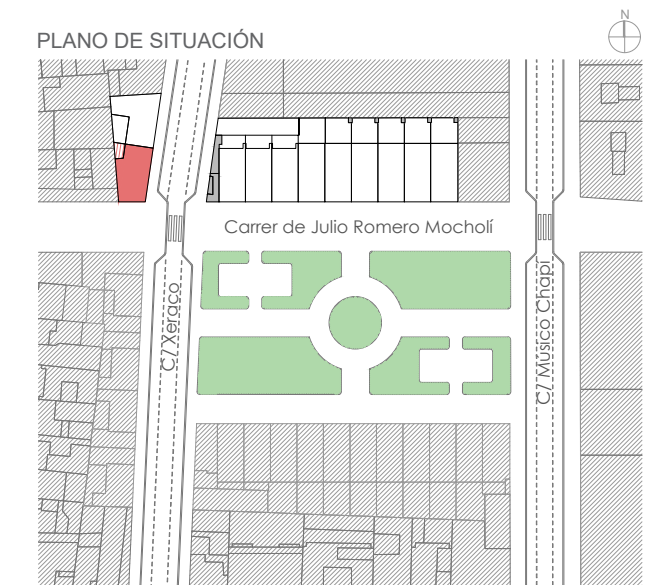 N
PLANO DE SITUACIÓN
Carrer de Julio Romero Mocholí
C/ Xeraco
C/ Músico Chapí